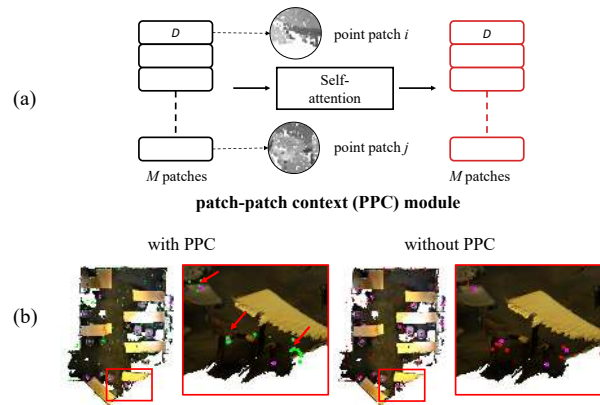 (a)
D
point patch i
D
Self-
attention
point patch j
M patches
M patches
patch-patch context (PPC) module
with PPC
without PPC
(b)